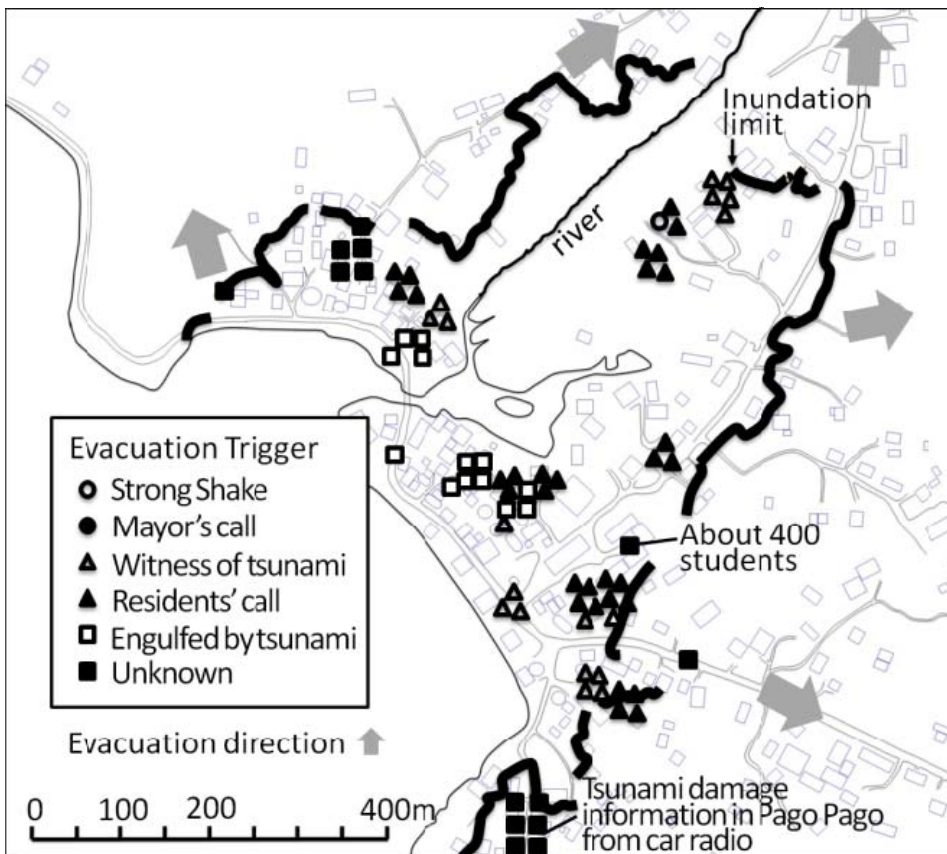 Inundation
limit
river
Evacuation Trigger
Strong Shake
Mayor's call
Witness of tsunami
Residents' call
Engulfed by tsunami
Unknown
About 400
students
Evacuation direction
0 100 200 400m
Tsunami damage
information in Pago Pago
from car radio